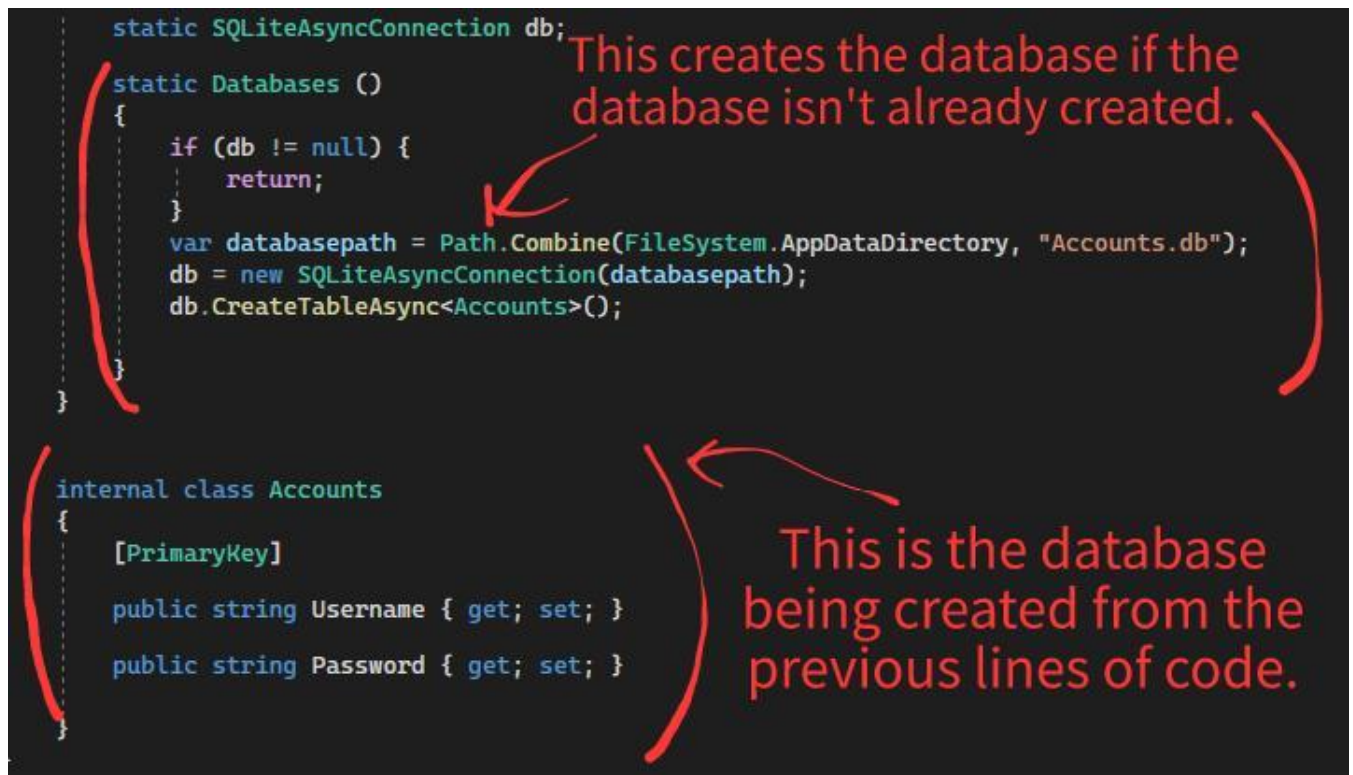 static SQLiteAsyncConnection db;
This creates the database if the
database isn't already created.
static Databases ()
{
if (db != null) {
return;
}
var databasepath = Path.Combine(FileSystem.AppDataDirectory, "Accounts.db");
db = new SQLiteAsyncConnection(databasepath);
db.CreateTableAsync<Accounts>();
}
}
internal class Accounts
{
[PrimaryKey]
public string Username { get; set; }
public string Password { get; set; }
}
This is the database
being created from the
previous lines of code.